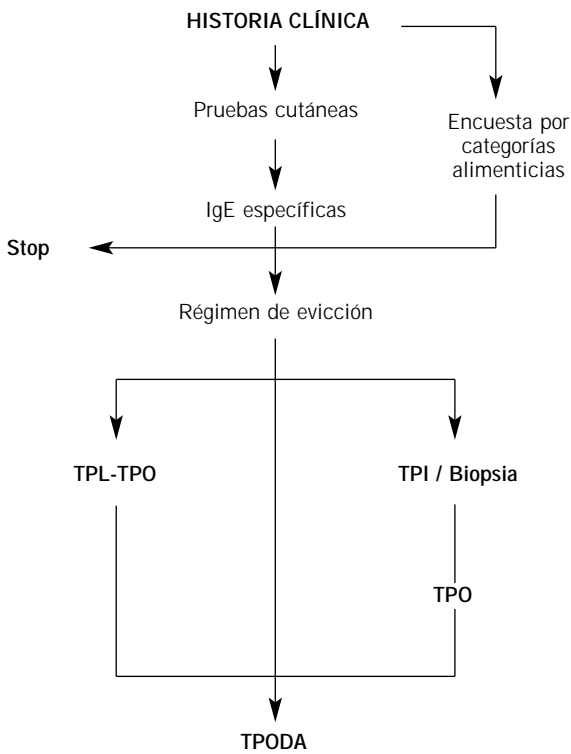 HISTORIA CLÍNICA
Pruebas cutáneas
Encuesta por
categorías
alimenticias
IgE específicas
Stop
Régimen de evicción
TPL-TPO
TPI / Biopsia
TPO
TPODA